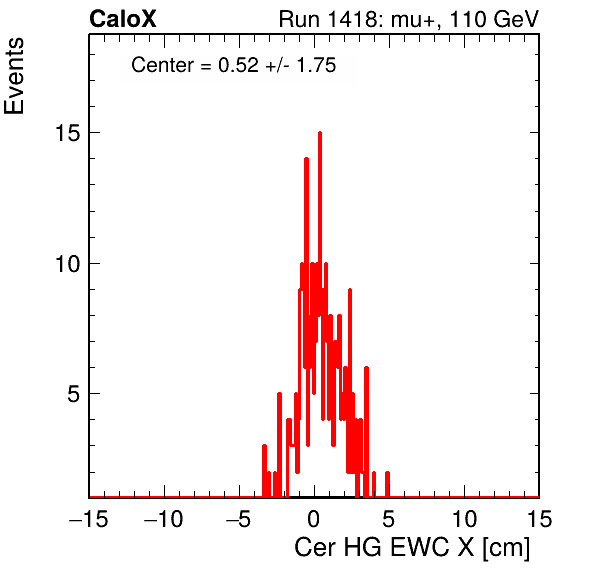 CaloX Run 1418: mu+, 110 GeV
Center = 0.52 +/- 1.75
Events
15
10
5
−15 −10 −5 0 5 10 15
Cer HG EWC X [cm]